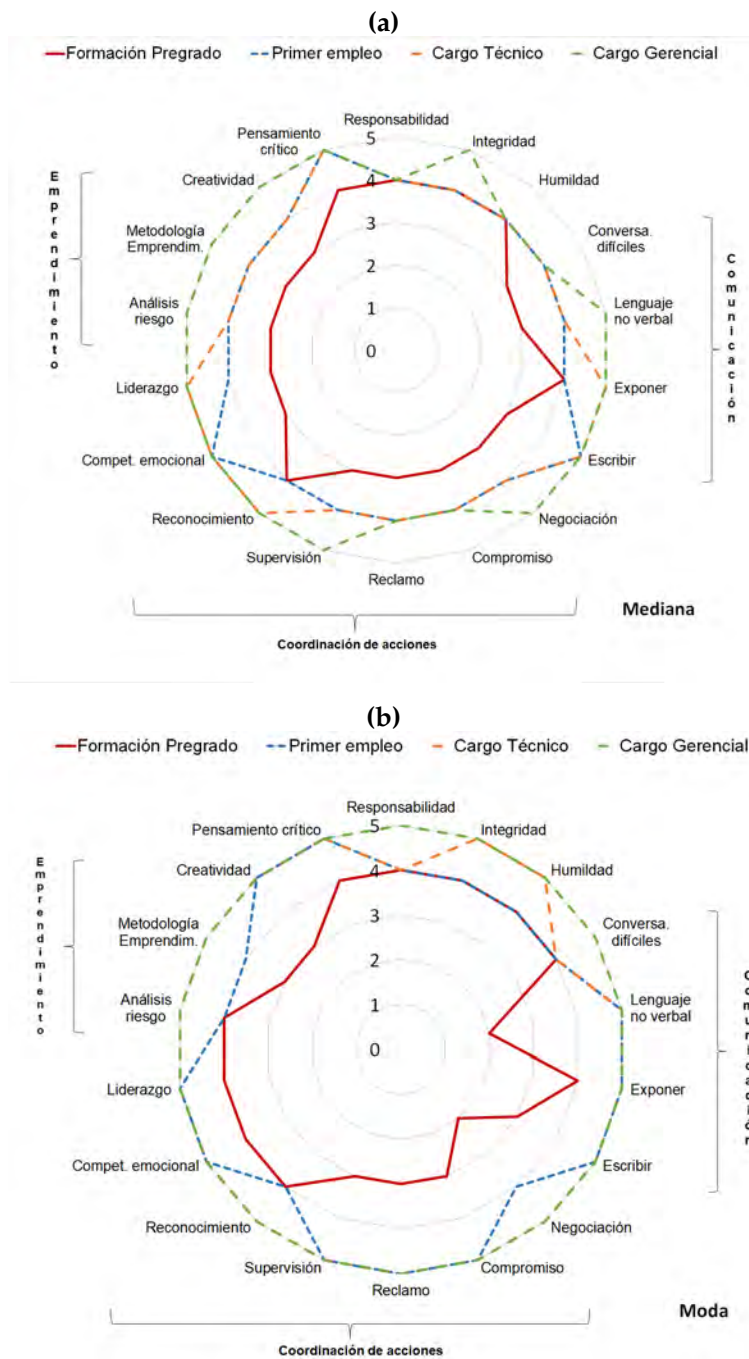 (a)
Formación Pregrado Primer empleo Cargo Técnico Cargo Gerencial
Responsabilidad
Pensamiento
crítico
Integridad
Creatividad
Humildad
Metodología
Emprendim.
Conversa.
difíciles
Análisis
riesgo
Lenguaje
no verbal
Liderazgo
Exponer
Compet. emocional
Escribir
Reconocimiento
Negociación
Supervisión
Compromiso
Reclamo
5
4
3
2
1
0
Emprendimiento
Comunicación
Coordinación de acciones
Mediana
(b)
Formación Pregrado Primer empleo Cargo Técnico Cargo Gerencial
Responsabilidad
Pensamiento crítico
Integridad
Creatividad
Humildad
Metodología
Emprendim.
Conversa.
difíciles
Análisis
riesgo
Lenguaje
no verbal
Liderazgo
Exponer
Compet. emocional
Escribir
Reconocimiento
Negociación
Supervisión
Compromiso
Reclamo
5
4
3
2
1
0
Emprendimiento
Comunicación
Coordinación de acciones
Moda